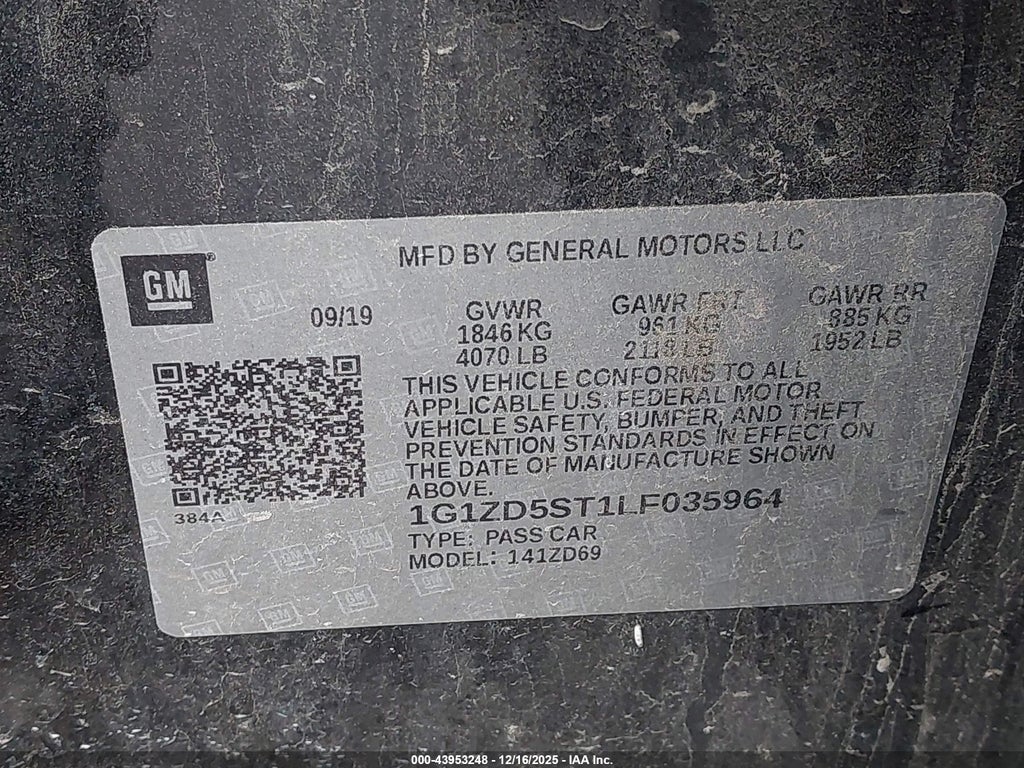 MFD BY GENERAL MOTORS LLC
GM
09/19
GVWR GAWR FRT GAWR RR
1846 KG 961 KG 885 KG
4070 LB 2118 LB 1952 LB
THIS VEHICLE CONFORMS TO ALL
APPLICABLE U.S. FEDERAL MOTOR
VEHICLE SAFETY, BUMPER, AND THEFT
PREVENTION STANDARDS IN EFFECT ON
THE DATE OF MANUFACTURE SHOWN
ABOVE.
384A
1G1ZD5ST1LF035964
TYPE: PASS CAR
MODEL: 141ZD69
000-43953248 - 12/16/2025 - IAA Inc.